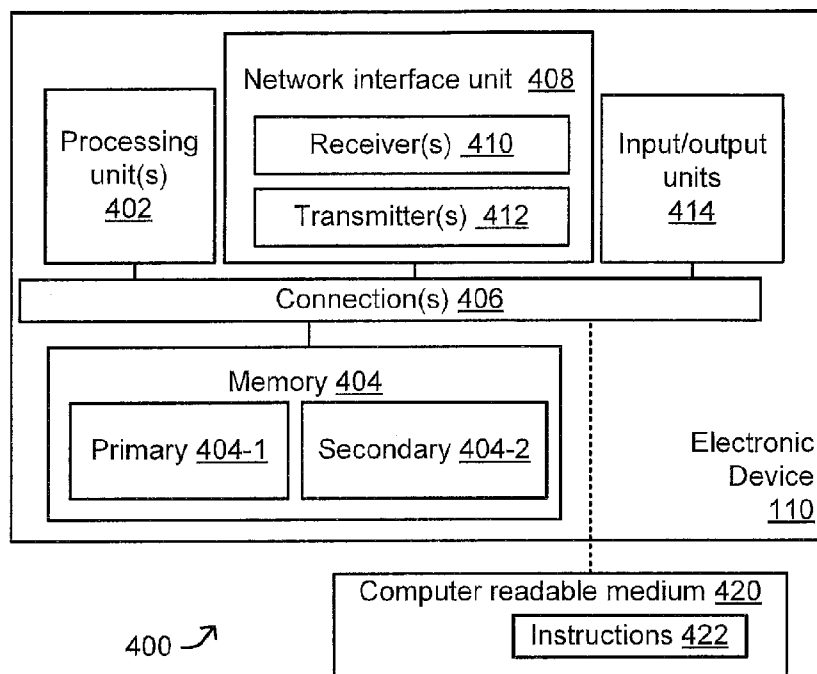 Network interface unit 408
Receiver(s) 410
Transmitter(s) 412
Processing
unit(s)
402
Input/output
units
414
Connection(s) 406
Memory 404
Primary 404-1
Secondary 404-2
Electronic
Device
110
Computer readable medium 420
Instructions 422
400